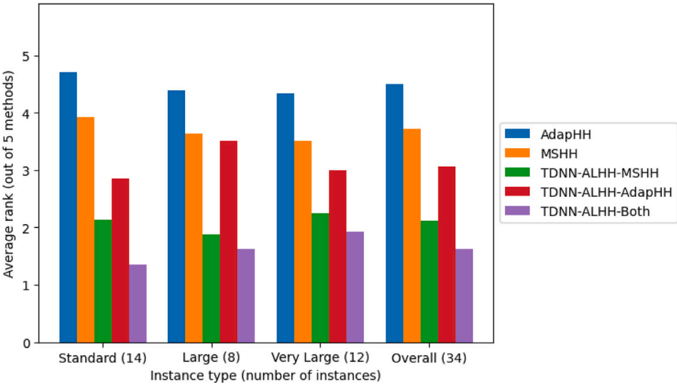 Average rank (out of 5 methods)
5
4
3
2
1
0
Standard (14)
Large (8)
Very Large (12)
Overall (34)
Instance type (number of instances)
AdapHH
MSHH
TDNN-ALHH-MSHH
TDNN-ALHH-AdapHH
TDNN-ALHH-Both